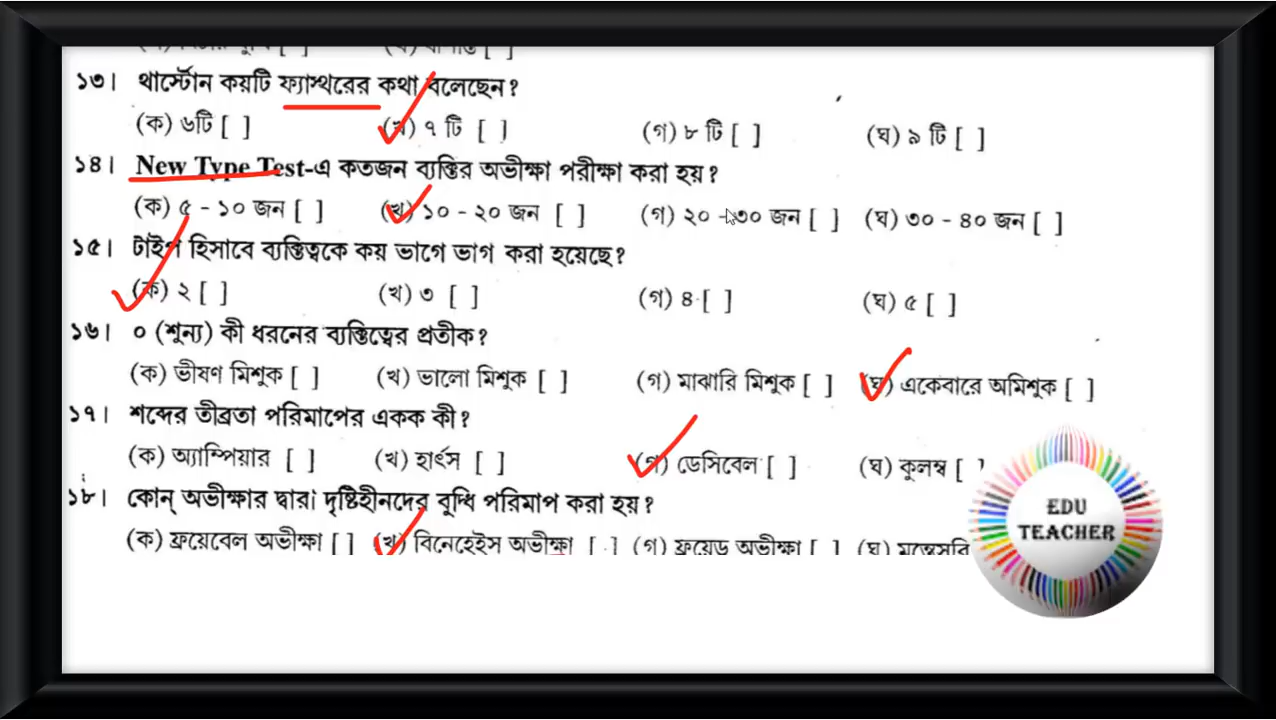 ১৩। থার্স্টোন কয়টি ফ্যাক্টরের কথা বলেছেন?
(ক) ৬টি [ ] (খ) ৭ টি [ ] (গ) ৮ টি [ ] (ঘ) ৯ টি [ ]
১৪। New Type Test-এ কতজন ব্যক্তির অভীক্ষা পরীক্ষা করা হয়?
(ক) ৫ - ১০ জন [ ] (খ) ১০ - ২০ জন [ ] (গ) ২০ - ৩০ জন [ ] (ঘ) ৩০ - ৪০ জন [ ]
১৫। টাইপ হিসাবে ব্যক্তিত্বকে কয় ভাগে ভাগ করা হয়েছে?
(ক) ২ [ ] (খ) ৩ [ ] (গ) ৪ [ ] (ঘ) ৫ [ ]
১৬। ০ (শূন্য) কী ধরনের ব্যক্তিত্বের প্রতীক?
(ক) ভীষণ মিশুক [ ] (খ) ভালো মিশুক [ ] (গ) মাঝারি মিশুক [ ] (ঘ) একেবারে অমিশুক [ ]
১৭। শব্দের তীব্রতা পরিমাপের একক কী?
(ক) অ্যাম্পিয়ার [ ] (খ) হার্ৎস [ ] (গ) ডেসিবেল [ ] (ঘ) কুলম্ব [ ]
১৮। কোন্ অভীক্ষার দ্বারা দৃষ্টিহীনদের বুদ্ধি পরিমাপ করা হয়?
(ক) ফ্রয়েবেল অভীক্ষা [ ] (খ) বিনেহেইস অভীক্ষা [ ] (গ) ফ্রয়েড অভীক্ষা [ ] (ঘ)
EDU
TEACHER